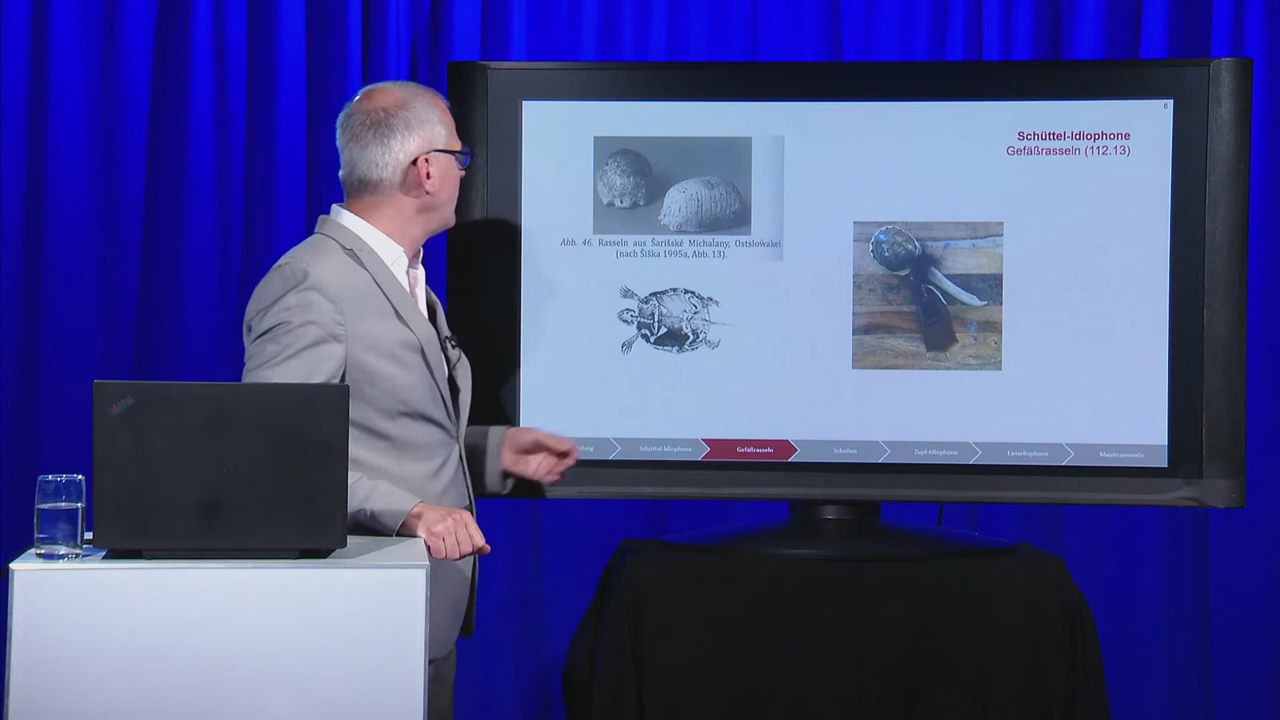 6
Schüttel-Idiophone
Gefäßrasseln (112.13)
Abb. 46. Rasseln aus Šarišské Michaľany, Ostslowakei
(nach Šiška 1995a, Abb. 13).
Schüttel-Idiophone
Gefäßrasseln
Schellen
Zupf-Idiophone
Lamellophone
Maultrommeln